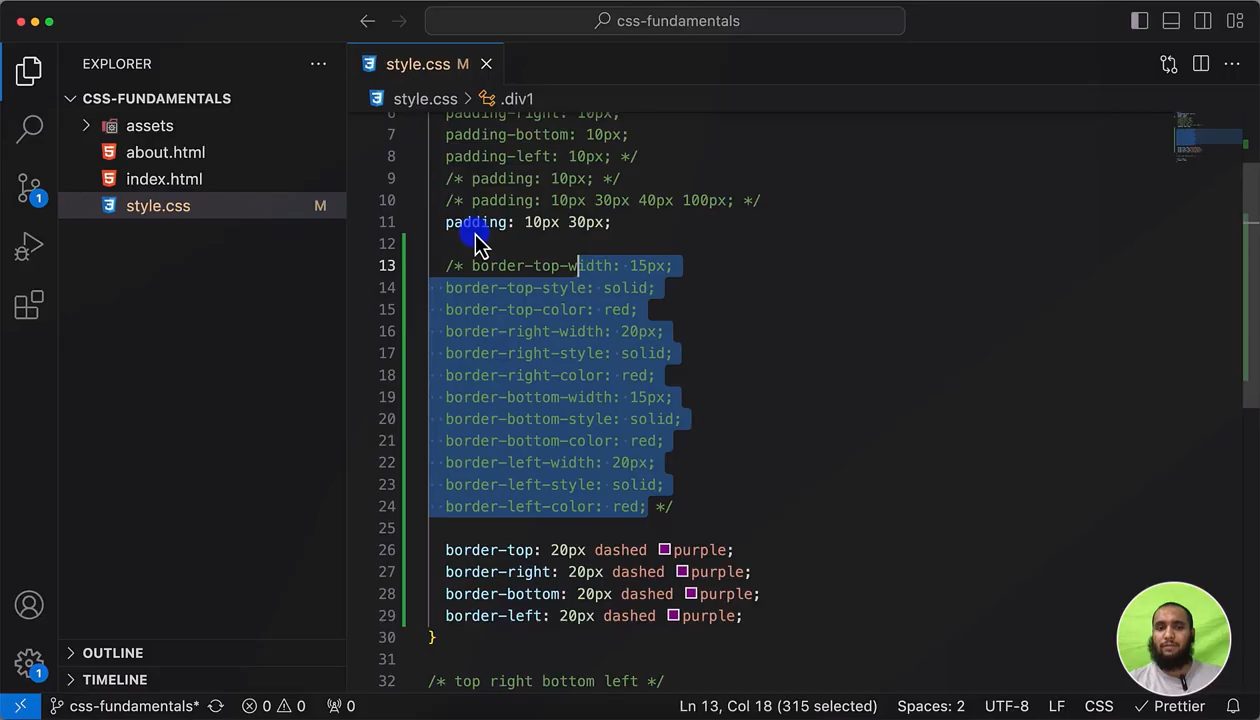 css-fundamentals
EXPLORER
CSS-FUNDAMENTALS
assets
about.html
index.html
style.css M
OUTLINE
TIMELINE
style.css M
style.css > .div1
6 padding-right: 10px;
7 padding-bottom: 10px;
8 padding-left: 10px; */
9 /* padding: 10px; */
10 /* padding: 10px 30px 40px 100px; */
11 padding: 10px 30px;
12
13 /* border-top-width: 15px;
14 border-top-style: solid;
15 border-top-color: red;
16 border-right-width: 20px;
17 border-right-style: solid;
18 border-right-color: red;
19 border-bottom-width: 15px;
20 border-bottom-style: solid;
21 border-bottom-color: red;
22 border-left-width: 20px;
23 border-left-style: solid;
24 border-left-color: red; */
25
26 border-top: 20px dashed purple;
27 border-right: 20px dashed purple;
28 border-bottom: 20px dashed purple;
29 border-left: 20px dashed purple;
30 }
31
32 /* top right bottom left */
1
1
css-fundamentals* 0 0 0 Ln 13, Col 18 (315 selected) Spaces: 2 UTF-8 LF CSS Prettier